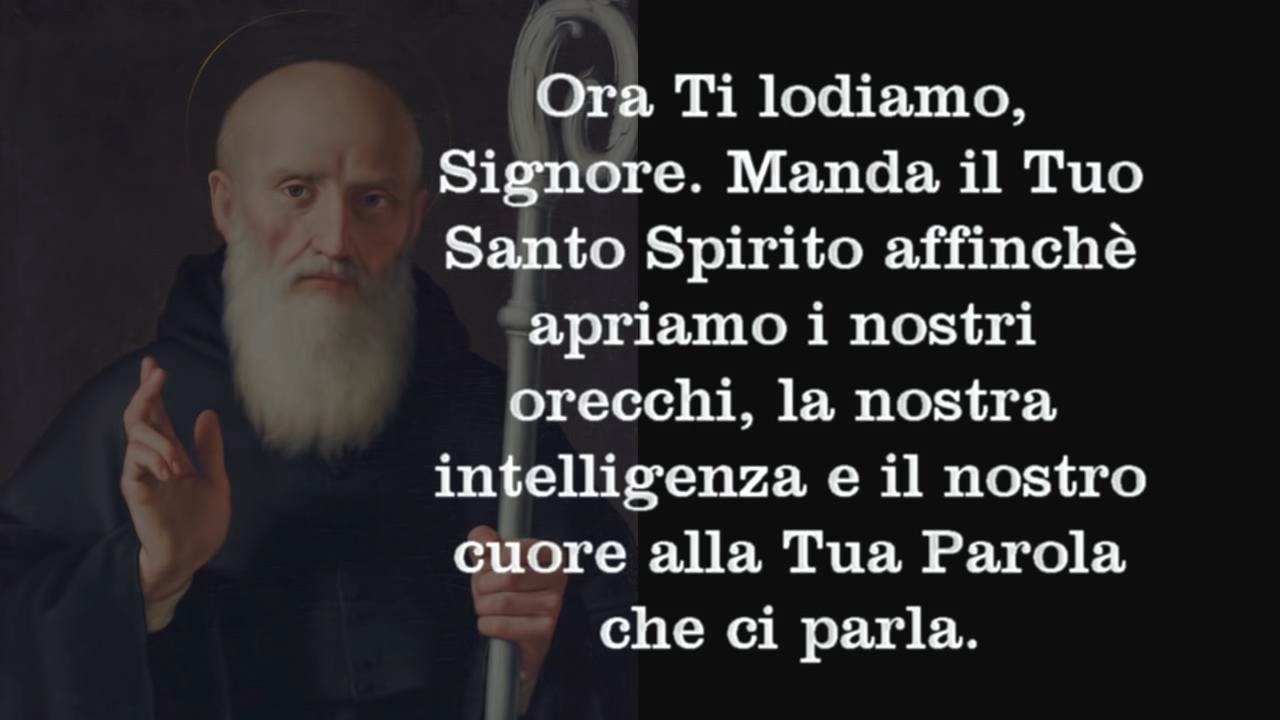 Ora Ti lodiamo,
Signore. Manda il Tuo
Santo Spirito affinchè
apriamo i nostri
orecchi, la nostra
intelligenza e il nostro
cuore alla Tua Parola
che ci parla.